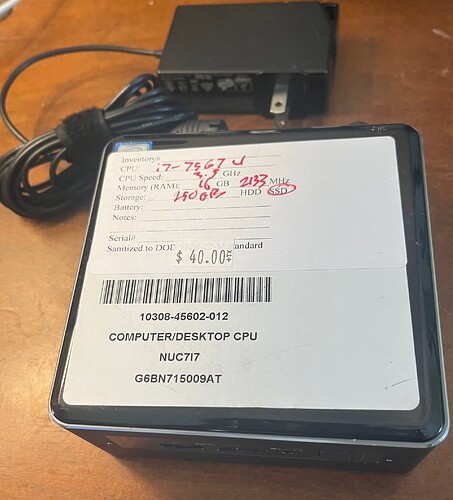 Inventory#
CPU: i7-7567U
CPU Speed: 3.5 GHz
Memory (RAM): 16 GB 2133 MHz
Storage: 250GB HDD SSD
Battery:
Notes:
Serial#
Sanitized to DOD andard
$ 40.00
10308-45602-012
COMPUTER/DESKTOP CPU
NUC7I7
G6BN715009AT